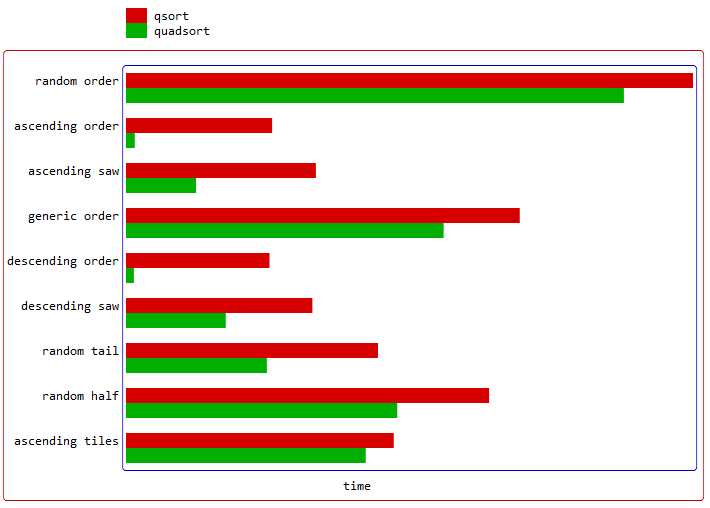 qsort
quadsort
random order
ascending order
ascending saw
generic order
descending order
descending saw
random tail
random half
ascending tiles
time